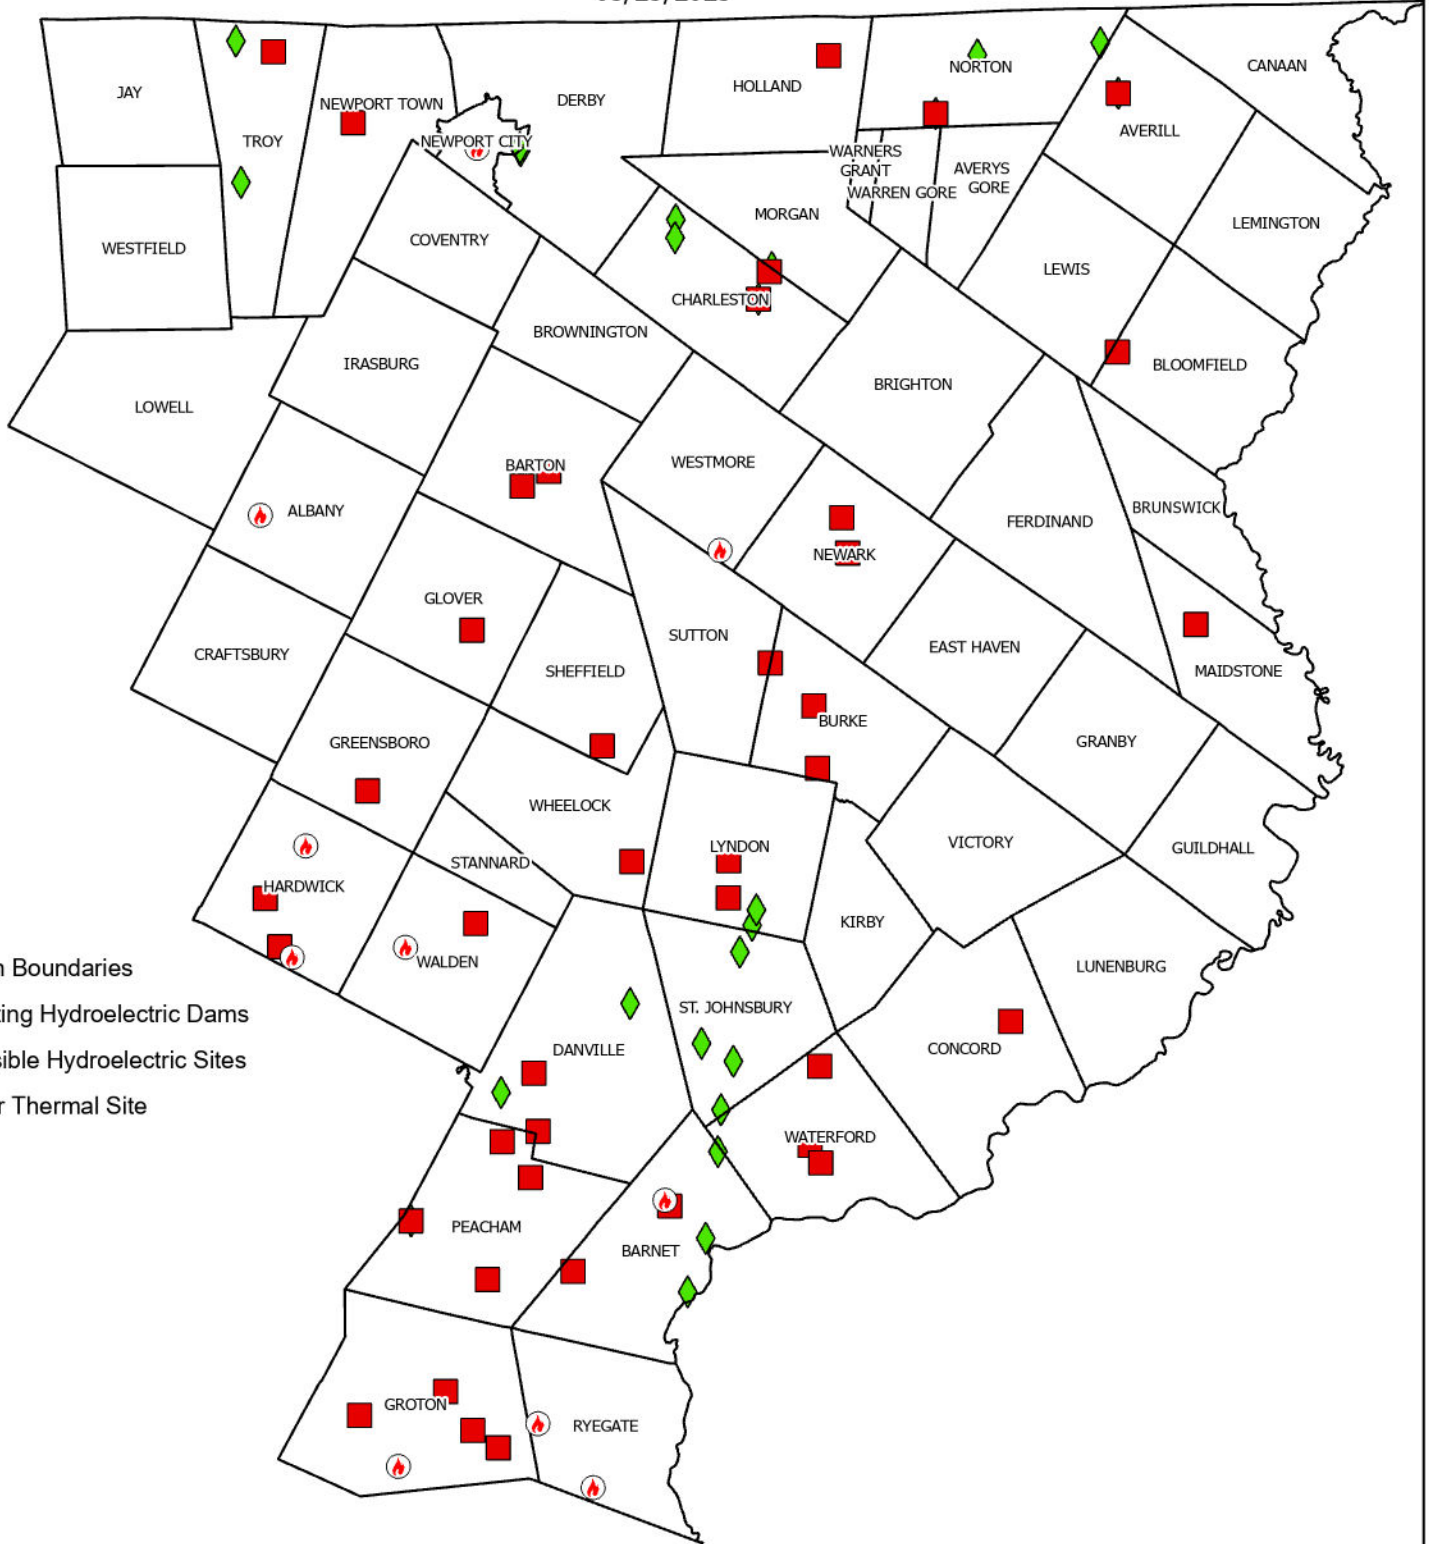 JAY
TROY
NEWPORT TOWN
NEWPORT CITY
DERBY
HOLLAND
NORTON
CANAAN
AVERILL
WARNERS
GRANT
WARREN GORE
AVERYS
GORE
LEMINGTON
MORGAN
WESTFIELD
COVENTRY
LEWIS
CHARLESTON
BROWNINGTON
IRASBURG
BLOOMFIELD
BRIGHTON
LOWELL
BARTON
WESTMORE
ALBANY
BRUNSWICK
FERDINAND
NEWARK
GLOVER
SUTTON
EAST HAVEN
CRAFTSBURY
SHEFFIELD
MAIDSTONE
BURKE
GREENSBORO
GRANBY
WHEELOCK
LYNDON
VICTORY
GUILDHALL
STANNARD
HARDWICK
KIRBY
WALDEN
LUNENBURG
n Boundaries
ting Hydroelectric Dams
sible Hydroelectric Sites
r Thermal Site
ST. JOHNSBURY
DANVILLE
CONCORD
WATERFORD
PEACHAM
BARNET
GROTON
RYEGATE